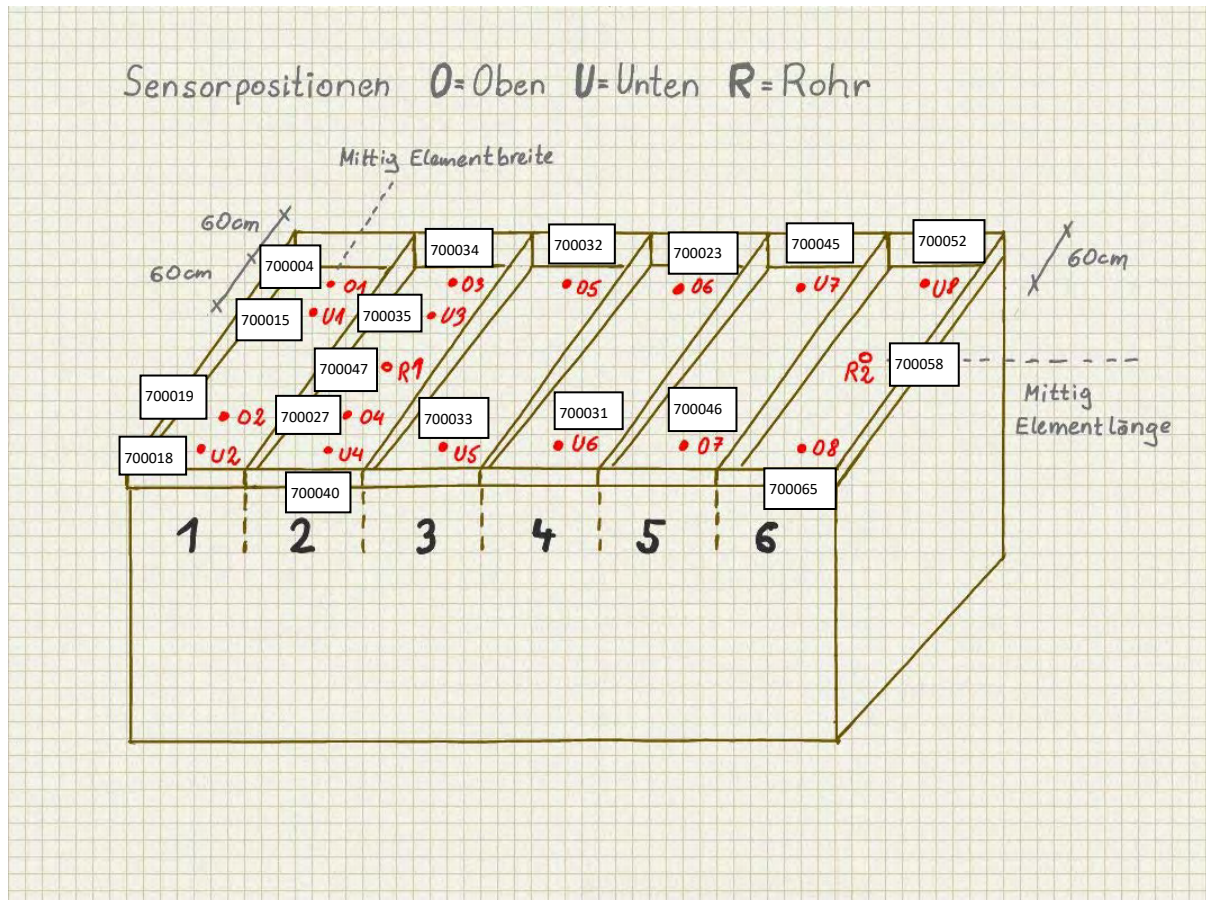 Sensorpositionen O=Oben U=Unten R=Rohr
Mittig Elementbreite
60cm
60cm
60cm
700004
700034
700032
700023
700045
700052
O1
O3
O5
O6
U7
U8
700015
U1
700035
U3
700047
R1
R2
700058
Mittig
Elementlänge
700019
O2
700027
O4
700033
700031
700046
700018
U2
U4
U5
U6
O7
O8
700040
700065
1 2 3 4 5 6